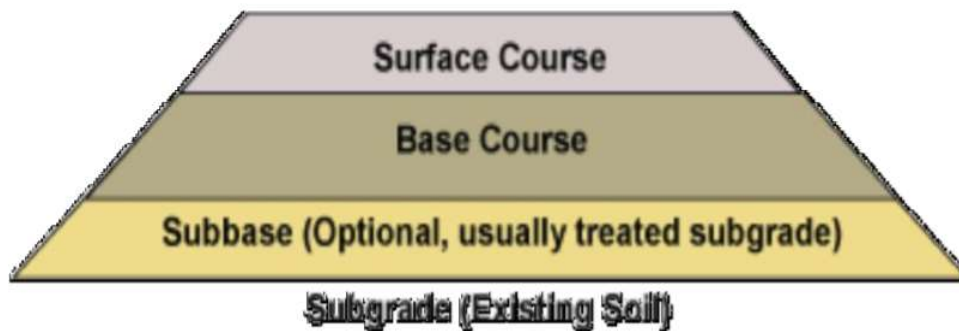 Surface Course
Base Course
Subbase (Optional, usually treated subgrade)
Subgrade (Existing Soil)